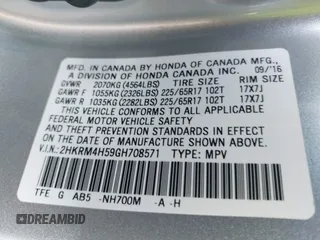 MFD. IN CANADA BY HONDA OF CANADA MFG.,
A DIVISION OF HONDA CANADA INC. 09/'16
GVWR 2070KG (4564LBS) TIRE SIZE RIM SIZE
GAWR F 1055KG (2326LBS) 225/65R17 102T 17X7J
GAWR R 1035KG (2282LBS) 225/65R17 102T 17X7J
THIS VEHICLE CONFORMS TO ALL APPLICABLE
FEDERAL MOTOR VEHICLE SAFETY STANDARDS IN EFFECT
ON THE DATE OF MANUFACTURE SHOWN ABOVE.
V.I.N.: 2HKRM4H59GH708571 TYPE: MPV
TFE G AB5 -NH700M -A -H
DREAMBID